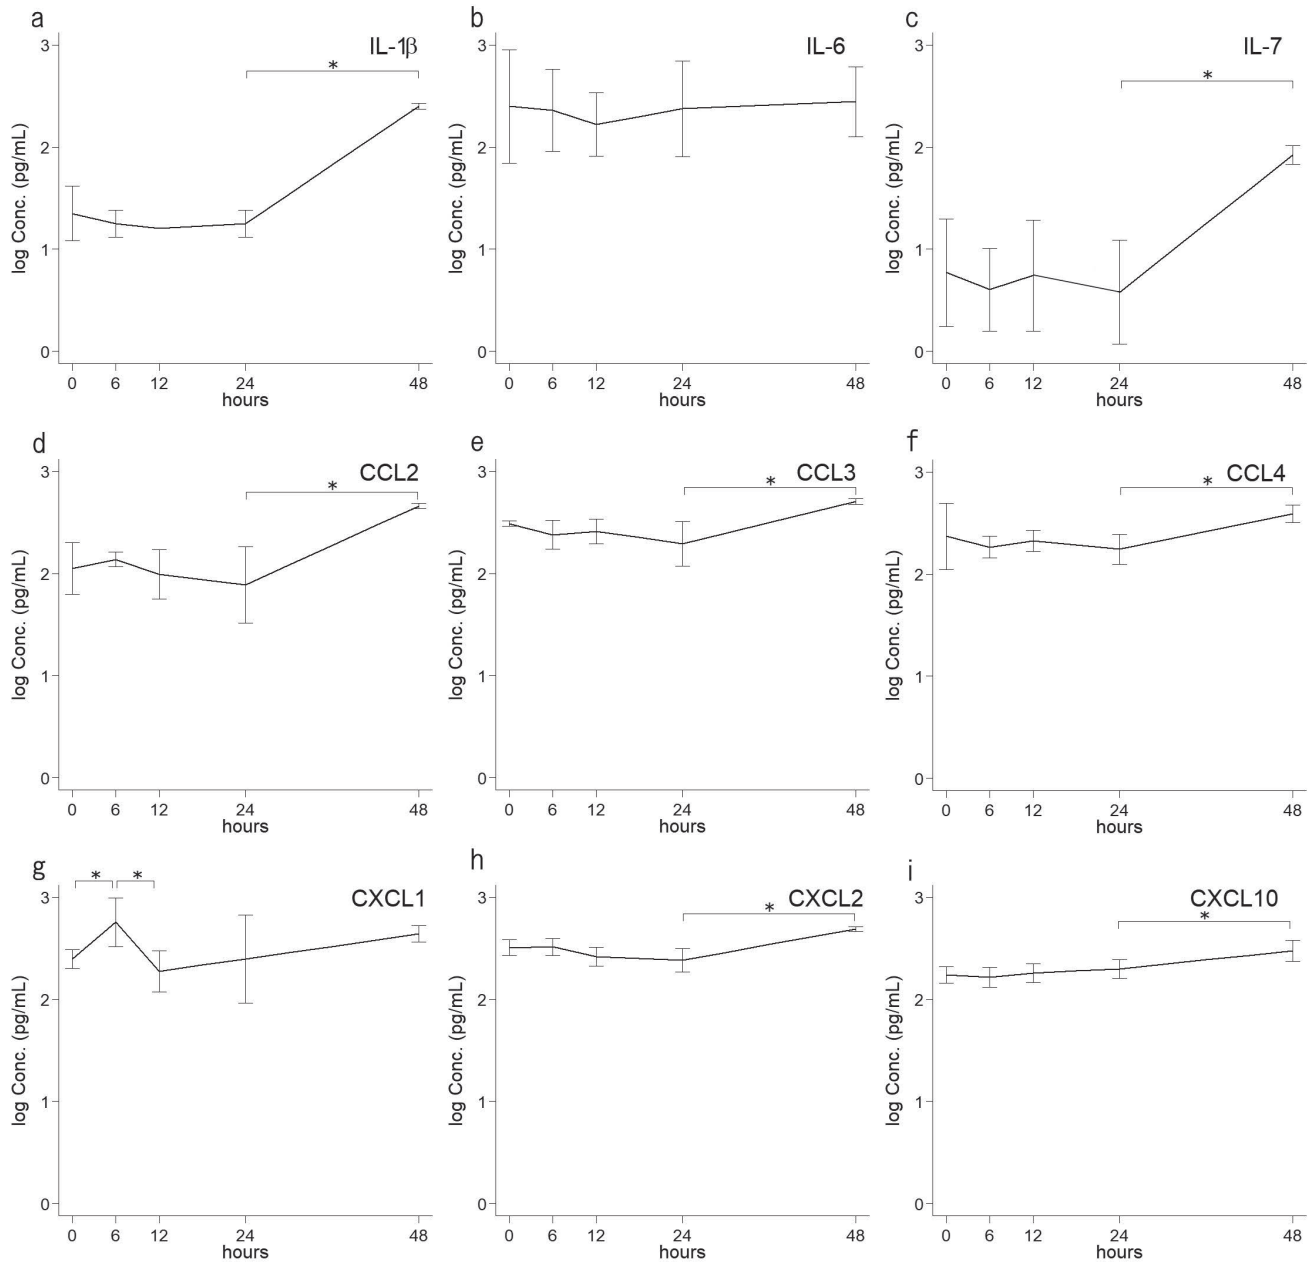 a
IL-1β
*
3
2
1
0
log Conc. (pg/mL)
0 6 12 24 48
hours
b
IL-6
3
2
1
0
log Conc. (pg/mL)
0 6 12 24 48
hours
c
IL-7
*
3
2
1
0
log Conc. (pg/mL)
0 6 12 24 48
hours
d
CCL2
*
3
2
1
0
log Conc. (pg/mL)
0 6 12 24 48
hours
e
CCL3
*
3
2
1
0
log Conc. (pg/mL)
0 6 12 24 48
hours
f
CCL4
*
3
2
1
0
log Conc. (pg/mL)
0 6 12 24 48
hours
g
* *
CXCL1
3
2
1
0
log Conc. (pg/mL)
0 6 12 24 48
hours
h
CXCL2
*
3
2
1
0
log Conc. (pg/mL)
0 6 12 24 48
hours
i
CXCL10
*
3
2
1
0
log Conc. (pg/mL)
0 6 12 24 48
hours